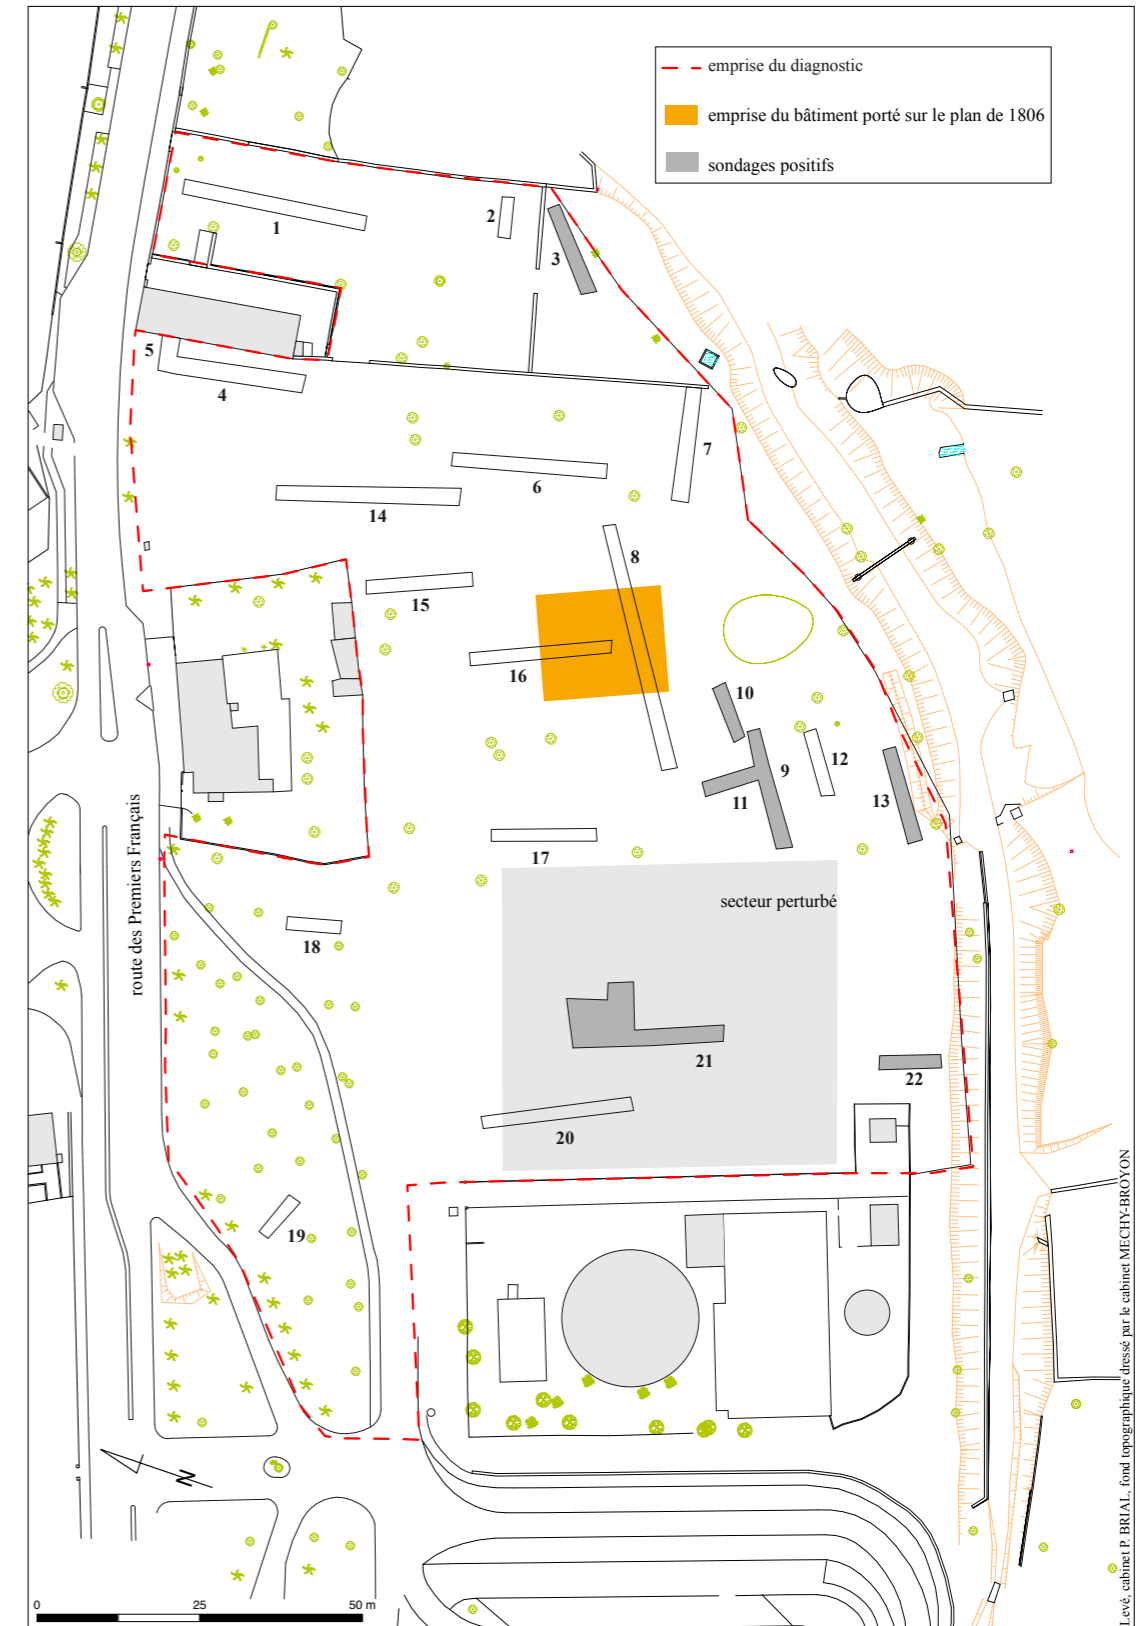 emprise du diagnostic
emprise du bâtiment porté sur le plan de 1806
sondages positifs
1
2
3
5
4
7
6
14
8
15
16
10
9
12
11
13
17
route des Premiers Français
secteur perturbé
18
21
22
20
19
N
0 25 50 m
Levé, cabinet P. BRIAL, fond topographique dressé par le cabinet MECHY-BROYON